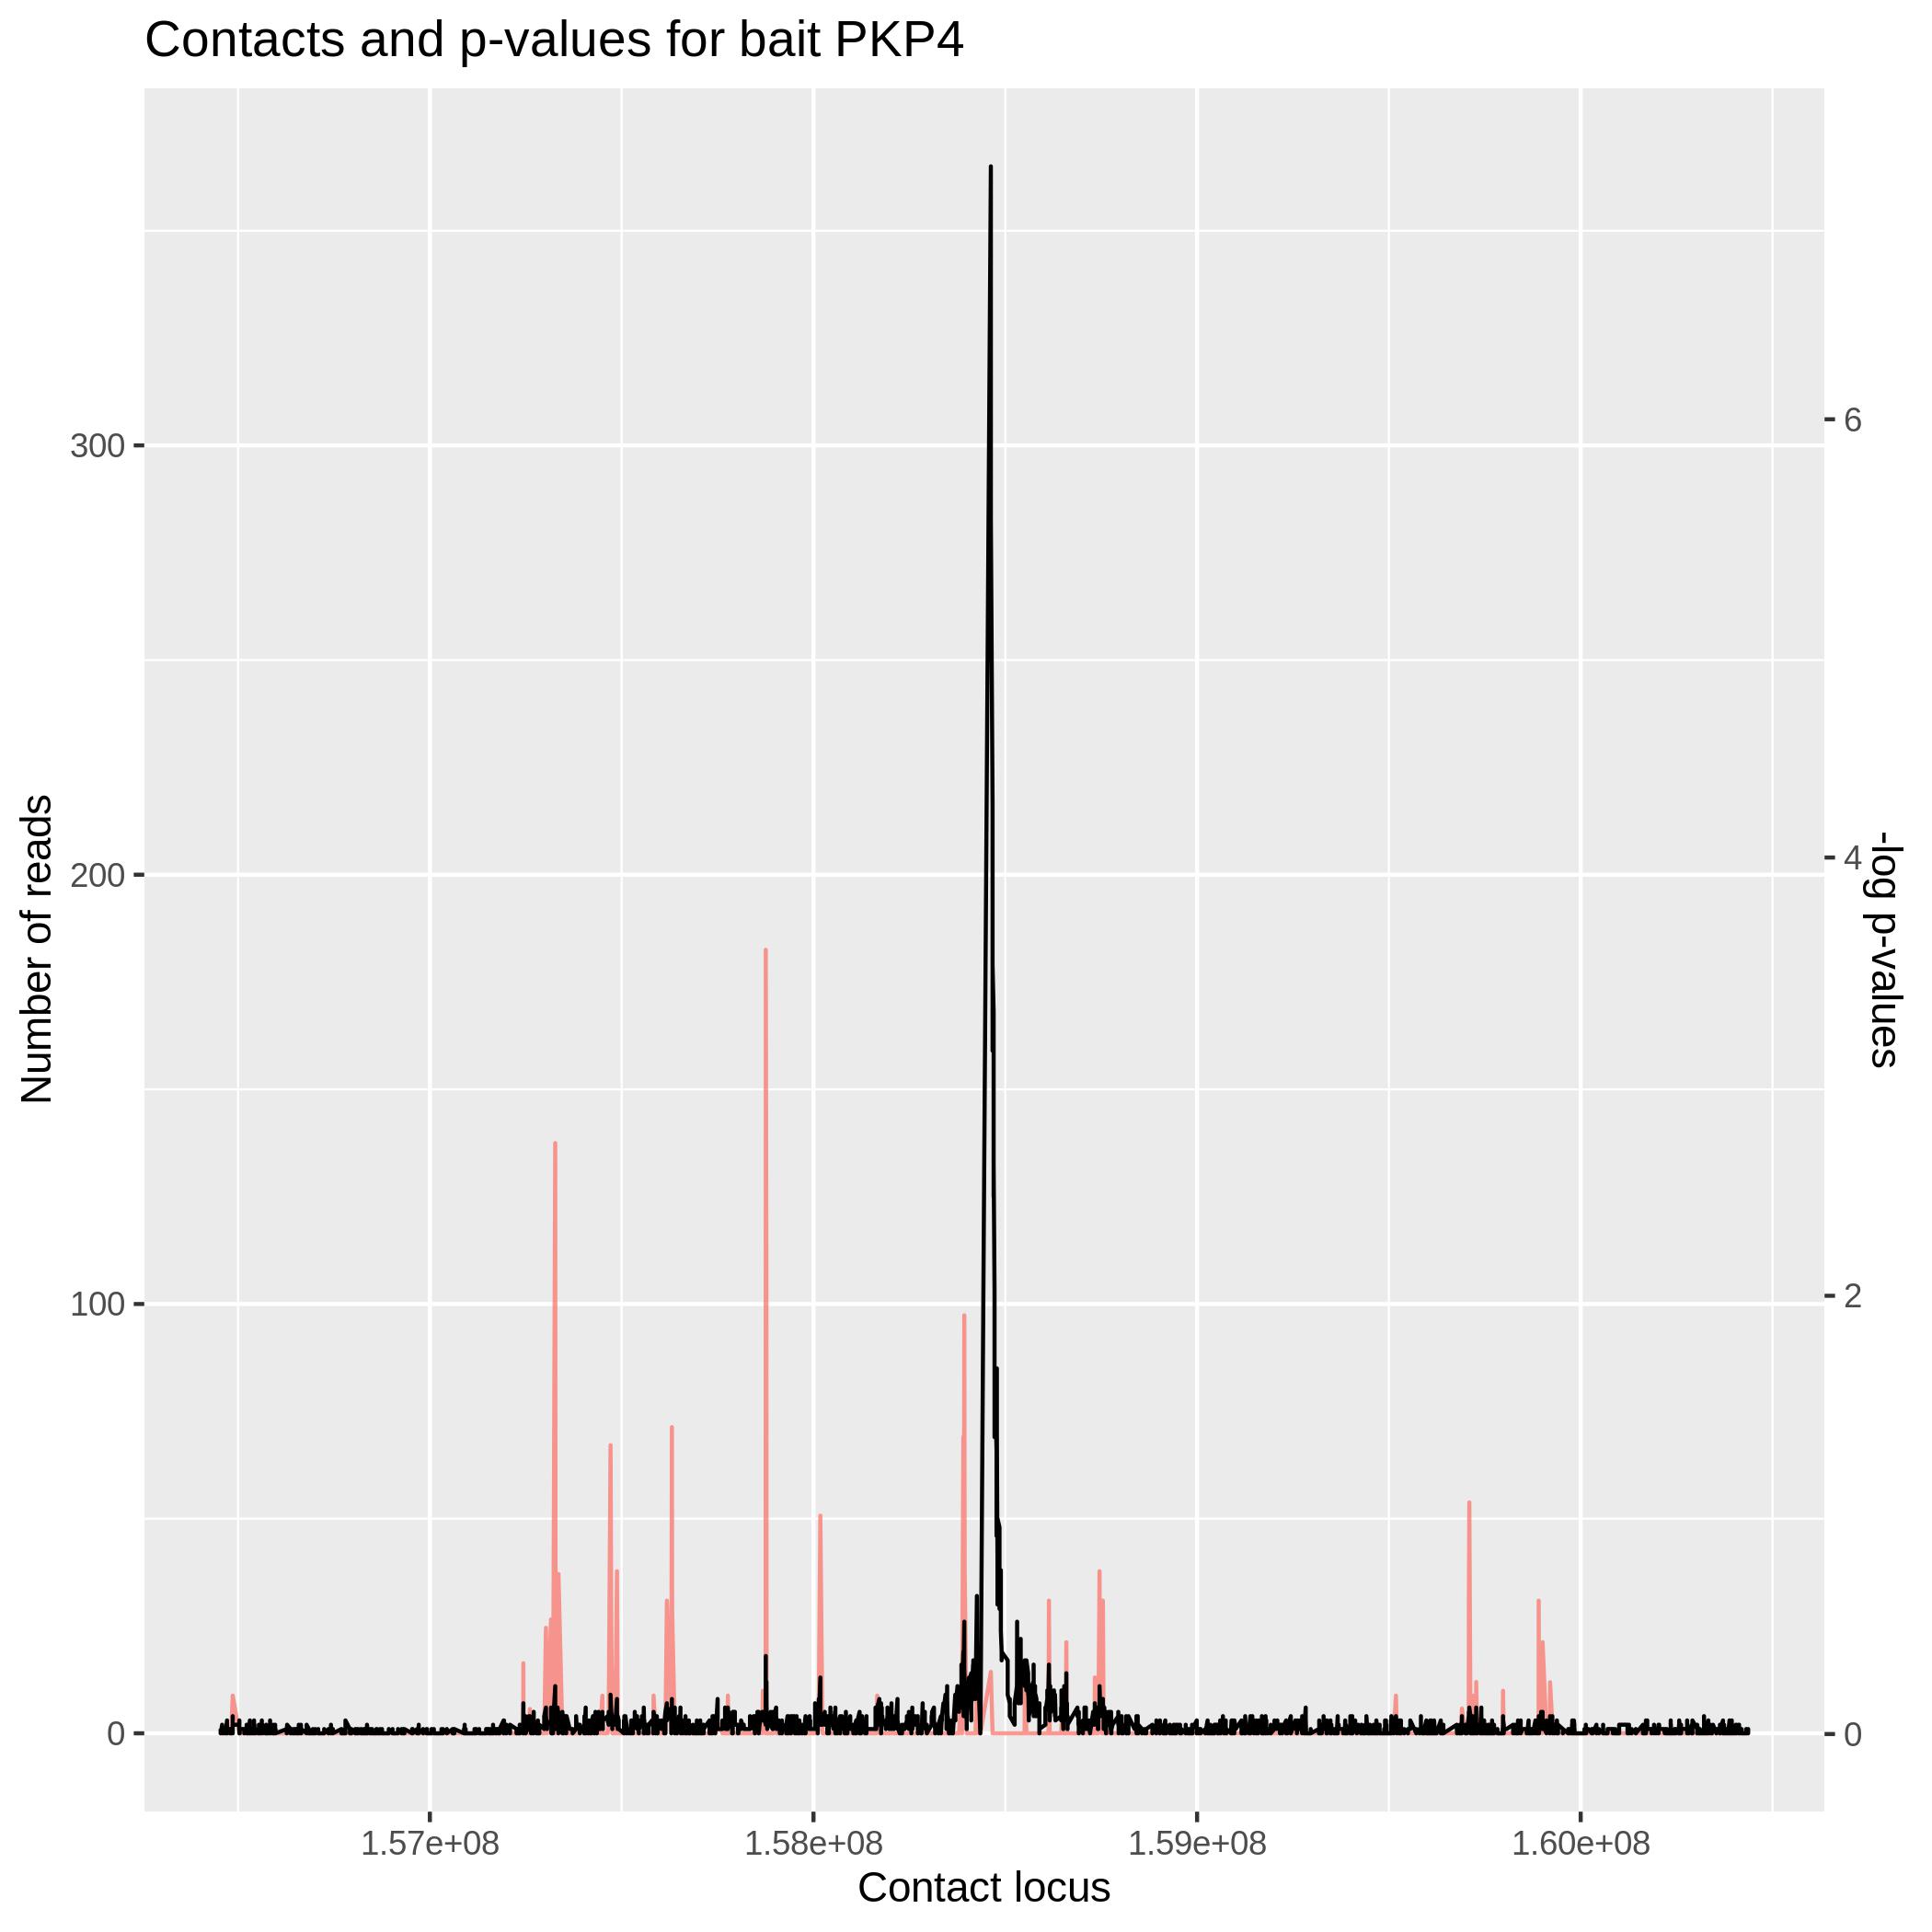 Contacts and p-values for bait PKP4
Number of reads
300
200
100
0
6
4
2
0
-log p-values
1.57e+08
1.58e+08
1.59e+08
1.60e+08
Contact locus